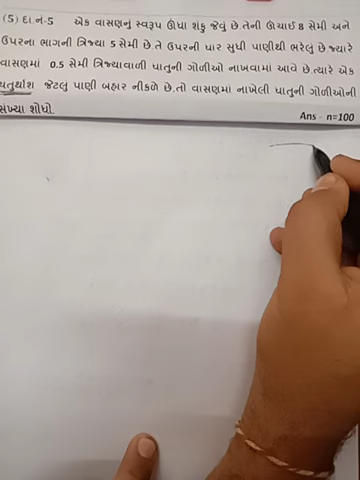 (5) દા.નં-5 એક વાસણનું સ્વરૂપ ઊંધા શંકુ જેવું છે તેની ઊંચાઈ 8 સેમી અને
ઉપરના ભાગની ત્રિજ્યા 5 સેમી છે તે ઉપરની ધાર સુધી પાણીથી ભરેલું છે જ્યારે
વાસણમાં 0.5 સેમી ત્રિજ્યાવાળી ધાતુની ગોળીઓ નાખવામાં આવે છે.ત્યારે એક
ચતુર્થાંશ જેટલુ પાણી બહાર નીકળે છે.તો વાસણમાં નાખેલી ધાતુની ગોળીઓની
સંખ્યા શોધો.
Ans - n=100